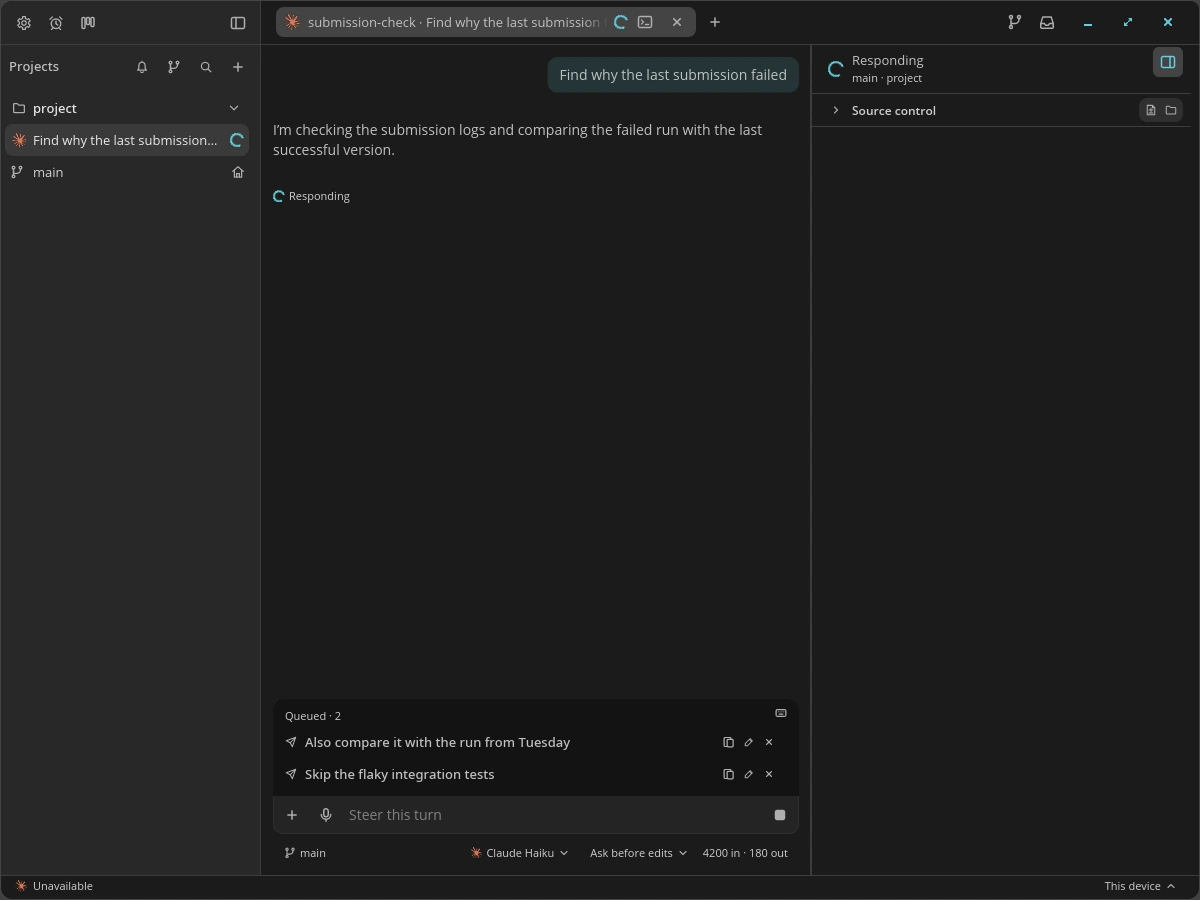 submission-check · Find why the last submission
Projects
project
Find why the last submission...
main
Find why the last submission failed
I'm checking the submission logs and comparing the failed run with the last
successful version.
Responding
Responding
main · project
Source control
Queued · 2
Also compare it with the run from Tuesday
Skip the flaky integration tests
Steer this turn
main
Claude Haiku
Ask before edits
4200 in · 180 out
Unavailable
This device